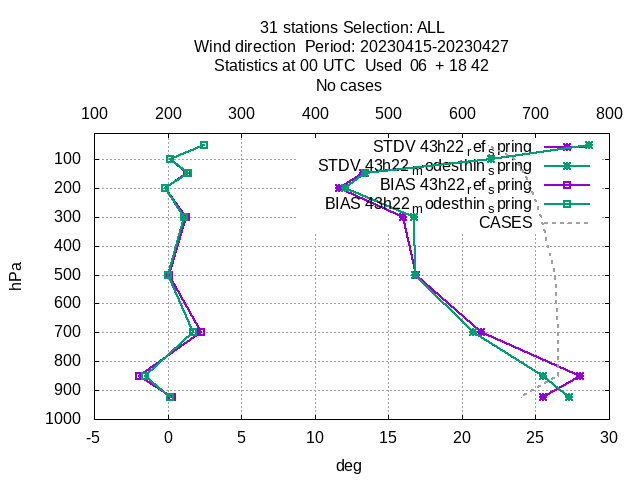 31 stations Selection: ALL
Wind direction  Period: 20230415-20230427
Statistics at 00 UTC  Used  06  + 18 42
No cases
100 200 300 400 500 600 700 800
STDV 43h22_ref_spring
100
STDV 43h22_modesthin_spring
200
BIAS 43h22_ref_spring
BIAS 43h22_modesthin_spring
300
CASES
400
hPa
500
600
700
800
900
1000
-5 0 5 10 15 20 25 30
deg